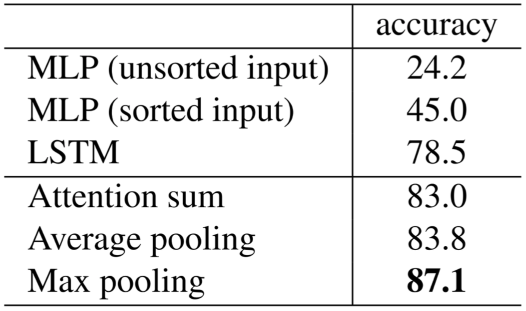 accuracy
MLP (unsorted input) 24.2
MLP (sorted input) 45.0
LSTM 78.5
Attention sum 83.0
Average pooling 83.8
Max pooling 87.1